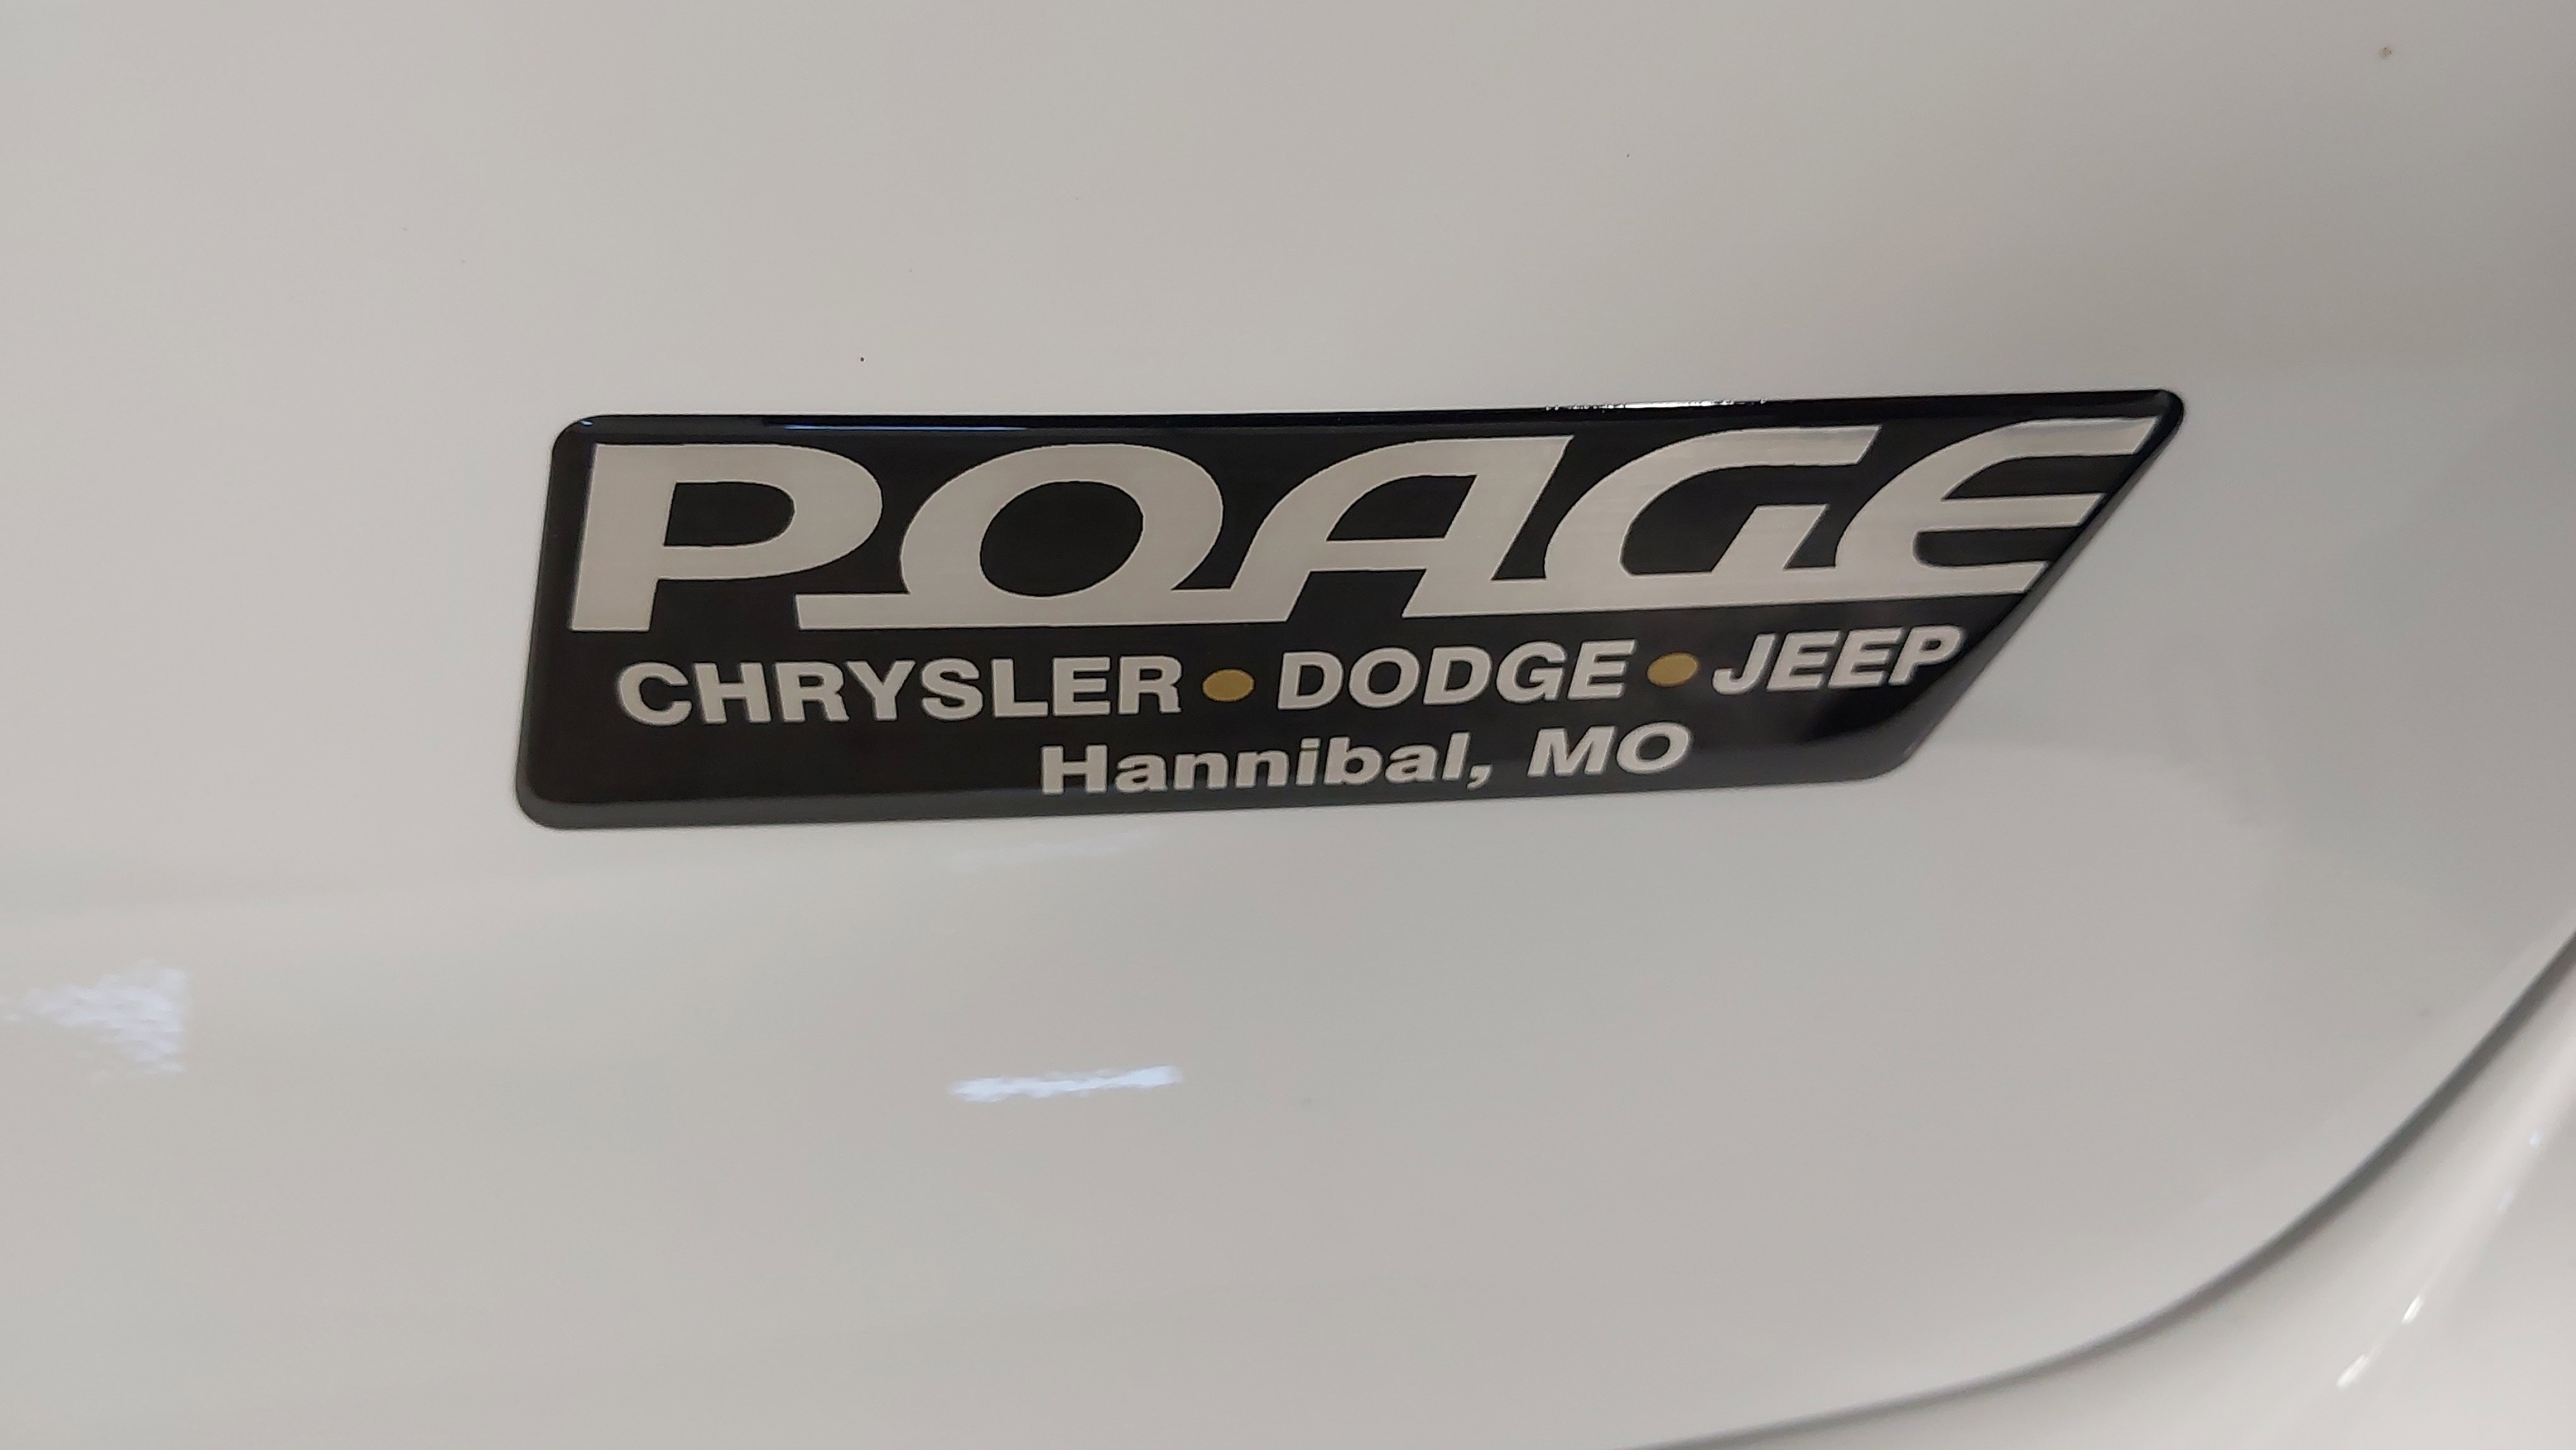 POAGE
CHRYSLER • DODGE • JEEP
Hannibal, MO